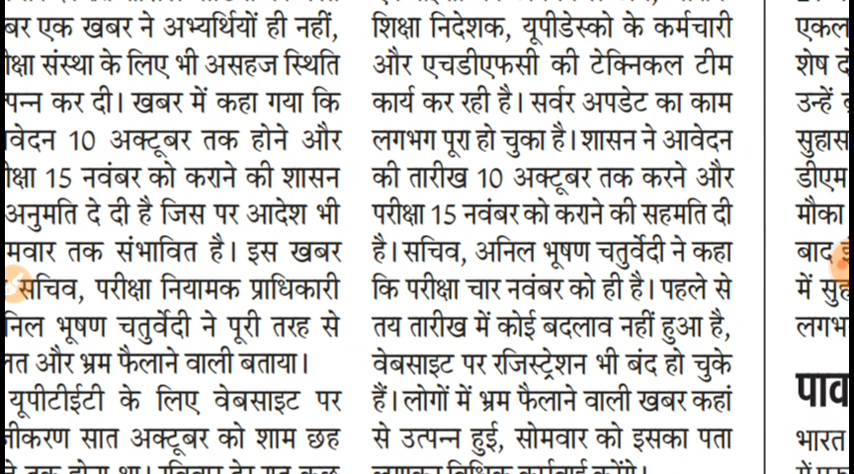 बर एक खबर ने अभ्यर्थियों ही नहीं,
संस्था के लिए भी असहज स्थिति
कर दी। खबर में कहा गया कि
10 अक्टूबर तक होने और
15 नवंबर को कराने की शासन
अनुमति दे दी है जिस पर आदेश भी
तक संभावित है। इस खबर
सचिव, परीक्षा नियामक प्राधिकारी
भूषण चतुर्वेदी ने पूरी तरह से
और भ्रम फैलाने वाली बताया।
यूपीटीईटी के लिए वेबसाइट पर
सात अक्टूबर को शाम छह
शिक्षा निदेशक, यूपीडेस्को के कर्मचारी
और एचडीएफसी की टेक्निकल टीम
कार्य कर रही है। सर्वर अपडेट का काम
लगभग पूरा हो चुका है। शासन ने आवेदन
की तारीख 10 अक्टूबर तक करने और
परीक्षा 15 नवंबर को कराने की सहमति दी
है। सचिव, अनिल भूषण चतुर्वेदी ने कहा
कि परीक्षा चार नवंबर को ही है। पहले से
तय तारीख में कोई बदलाव नहीं हुआ है,
वेबसाइट पर रजिस्ट्रेशन भी बंद हो चुके
हैं। लोगों में भ्रम फैलाने वाली खबर कहां
से उत्पन्न हुई, सोमवार को इसका पता
एकल
शेष
उन्हें
सुहास
डीएम
मौका
बाद
में
लगभ
पाव
भारत